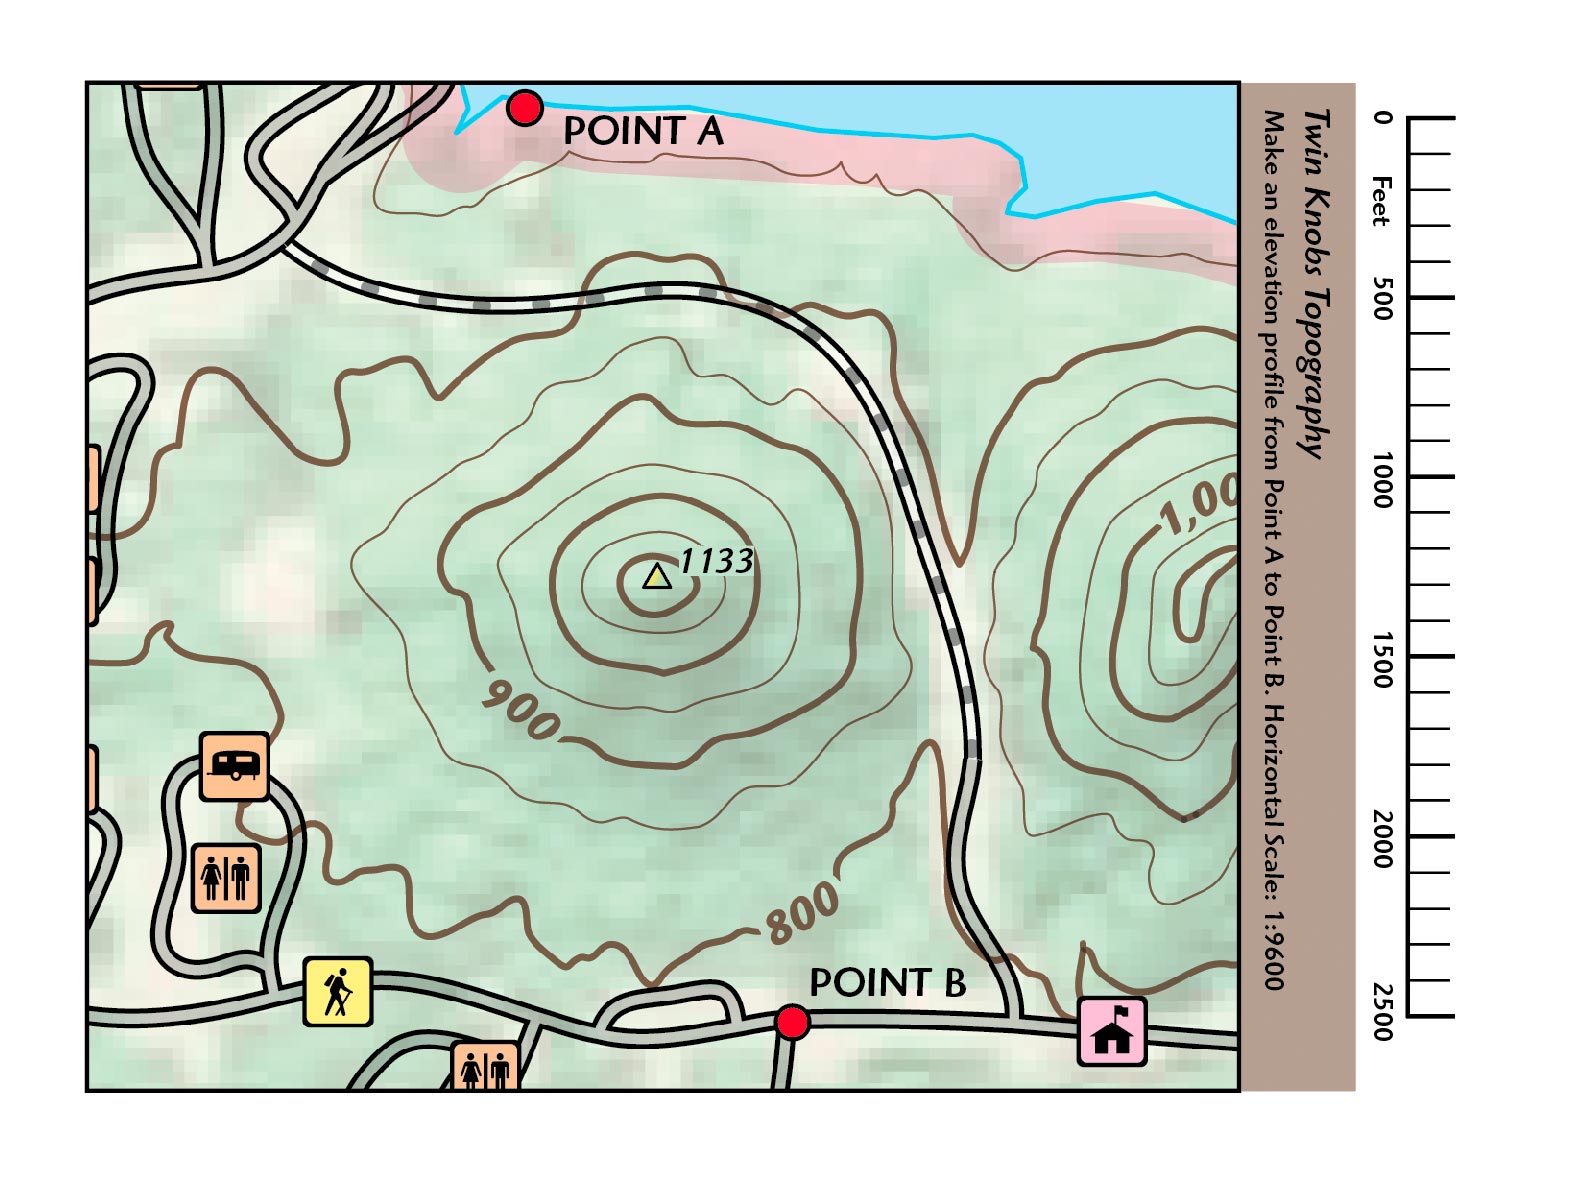 POINT A
1133
1,00
900
800
POINT B
Twin Knobs Topography
Make an elevation profile from Point A to Point B. Horizontal Scale: 1:9600
0 Feet 500 1000 1500 2000 2500